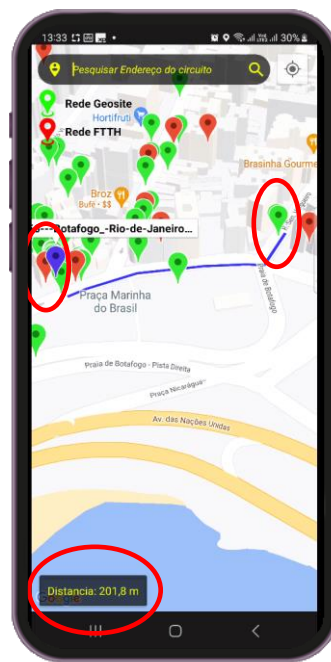 13:33
30%
Pesquisar Endereço do circuito
Rede Geosite
Hortifruti
Rede FTTH
Brasinha Gourme
Broz
Bufê - $$
---Botafogo_-Rio-de-Janeiro...
Praia de Botafogo
Praça Marinha
do Brasil
Praia de Botafogo - Pista Direita
Praça Nicarágua
Av. das Nações Unidas
Distancia: 201,8 m